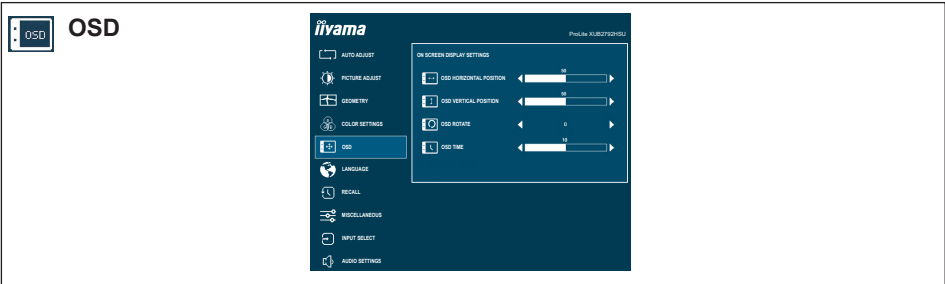 OSD
OSD
iiyama
ProLite XUB2792HSU
AUTO ADJUST
ON SCREEN DISPLAY SETTINGS
PICTURE ADJUST
50
OSD HORIZONTAL POSITION
GEOMETRY
50
OSD VERTICAL POSITION
COLOR SETTINGS
OSD ROTATE
0
OSD
10
OSD TIME
LANGUAGE
RECALL
MISCELLANEOUS
INPUT SELECT
AUDIO SETTINGS